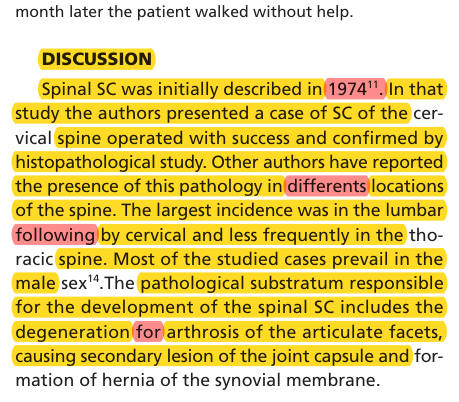 month later the patient walked without help.
DISCUSSION
Spinal SC was initially described in 1974¹¹. In that
study the authors presented a case of SC of the cer-
vical spine operated with success and confirmed by
histopathological study. Other authors have reported
the presence of this pathology in differents locations
of the spine. The largest incidence was in the lumbar
following by cervical and less frequently in the tho-
racic spine. Most of the studied cases prevail in the
male sex¹⁴.The pathological substratum responsible
for the development of the spinal SC includes the
degeneration for arthrosis of the articulate facets,
causing secondary lesion of the joint capsule and for-
mation of hernia of the synovial membrane.